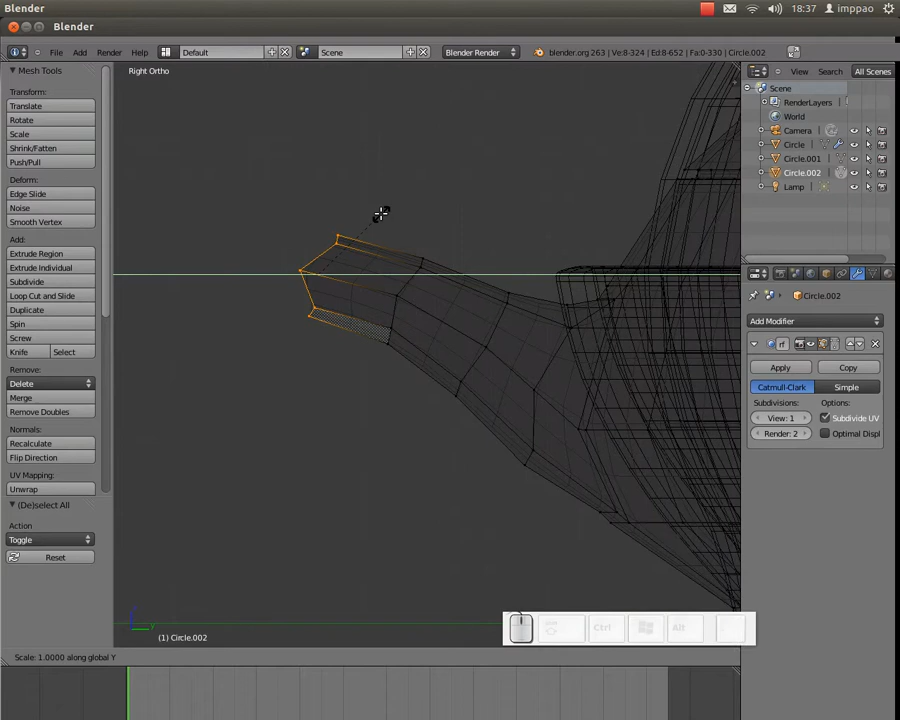 Blender
18:37
imppao
Blender
File
Add
Render
Help
Default
Scene
Blender Render
blender.org 263 | Ve:8-324 | Ed:8-652 | Fa:0-330 | Circle.002
Mesh Tools
Transform:
Translate
Rotate
Scale
Shrink/Fatten
Push/Pull
Deform:
Edge Slide
Noise
Smooth Vertex
Add:
Extrude Region
Extrude Individual
Subdivide
Loop Cut and Slide
Duplicate
Spin
Screw
Knife
Select
Remove:
Delete
Merge
Remove Doubles
Normals:
Recalculate
Flip Direction
UV Mapping:
Unwrap
(De)select All
Action
Toggle
Reset
Right Ortho
(1) Circle.002
Scale: 1.0000 along global Y
Ctrl
Alt
View
Search
All Scenes
Scene
RenderLayers
World
Camera
Circle
Circle.001
Circle.002
Lamp
Circle.002
Add Modifier
rf
Apply
Copy
Catmull-Clark
Simple
Subdivisions:
Options:
View: 1
Subdivide UV
Render: 2
Optimal Displ